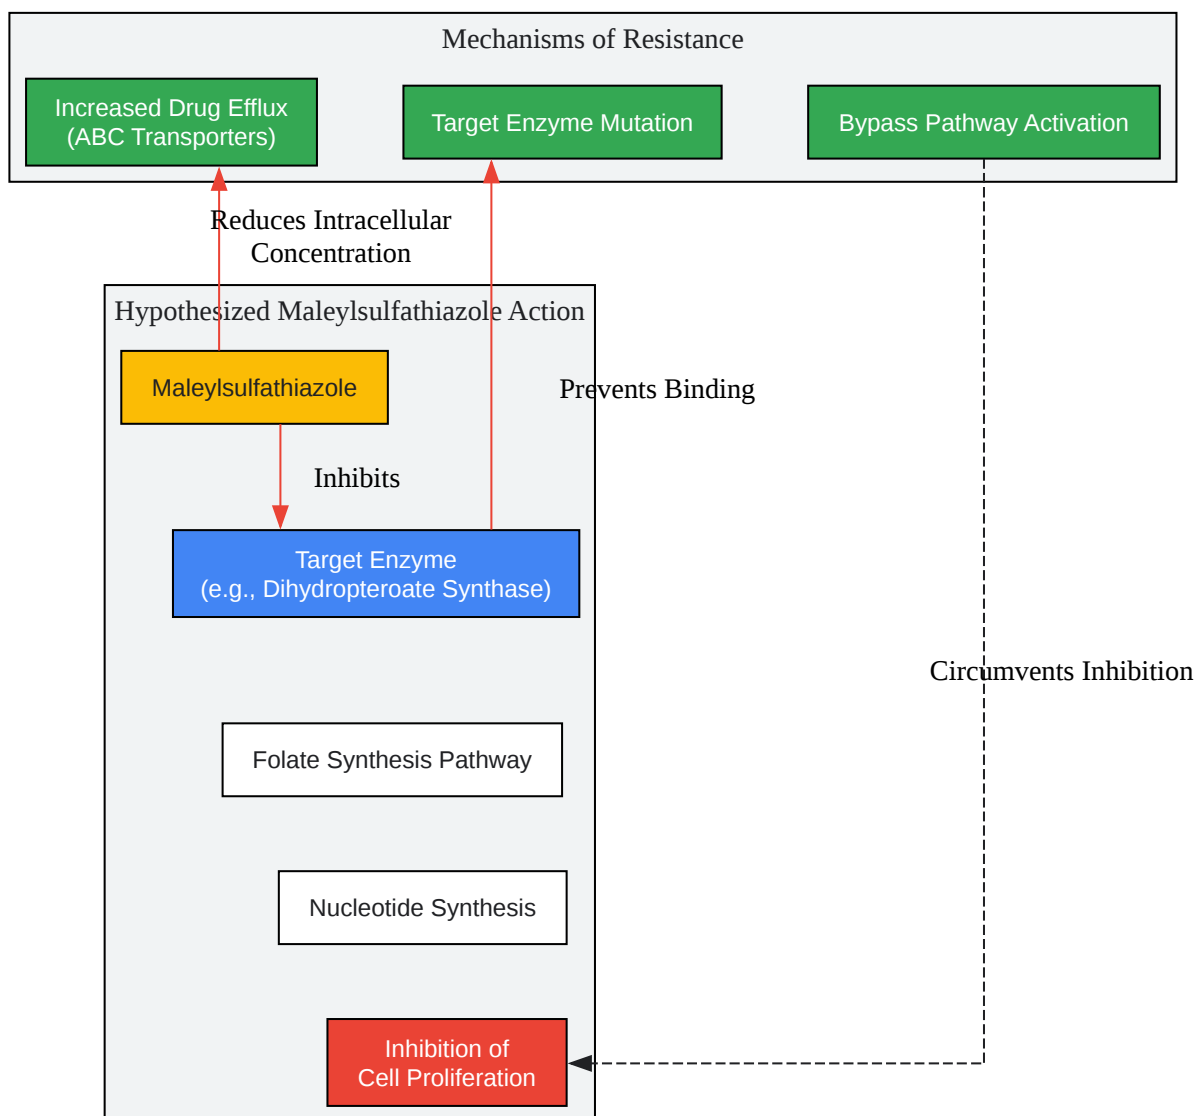 Mechanisms of Resistance
Increased Drug Efflux
(ABC Transporters)
Target Enzyme Mutation
Bypass Pathway Activation
Reduces Intracellular
Concentration
Hypothesized Maleylsulfathiazole Action
Maleylsulfathiazole
Prevents Binding
Inhibits
Target Enzyme
(e.g., Dihydropteroate Synthase)
Circumvents Inhibition
Folate Synthesis Pathway
Nucleotide Synthesis
Inhibition of
Cell Proliferation